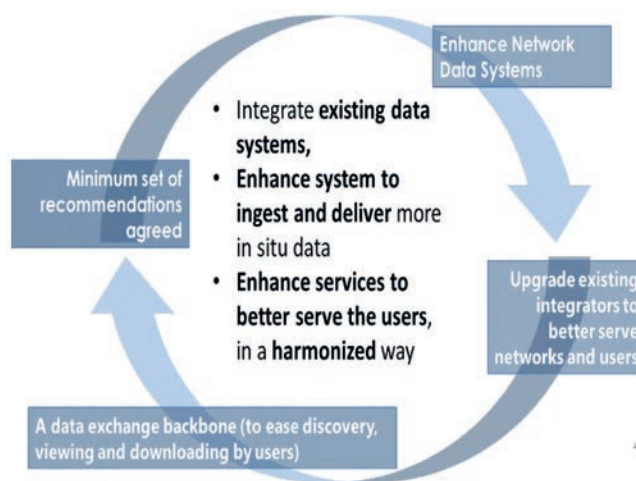 Enhance Network
Data Systems
• Integrate existing data
systems,
• Enhance system to
ingest and deliver more
in situ data
• Enhance services to
better serve the users,
in a harmonized way
Minimum set of
recommendations
agreed
Upgrade existing
integrators to
better serve
networks and users
A data exchange backbone (to ease discovery,
viewing and downloading by users)